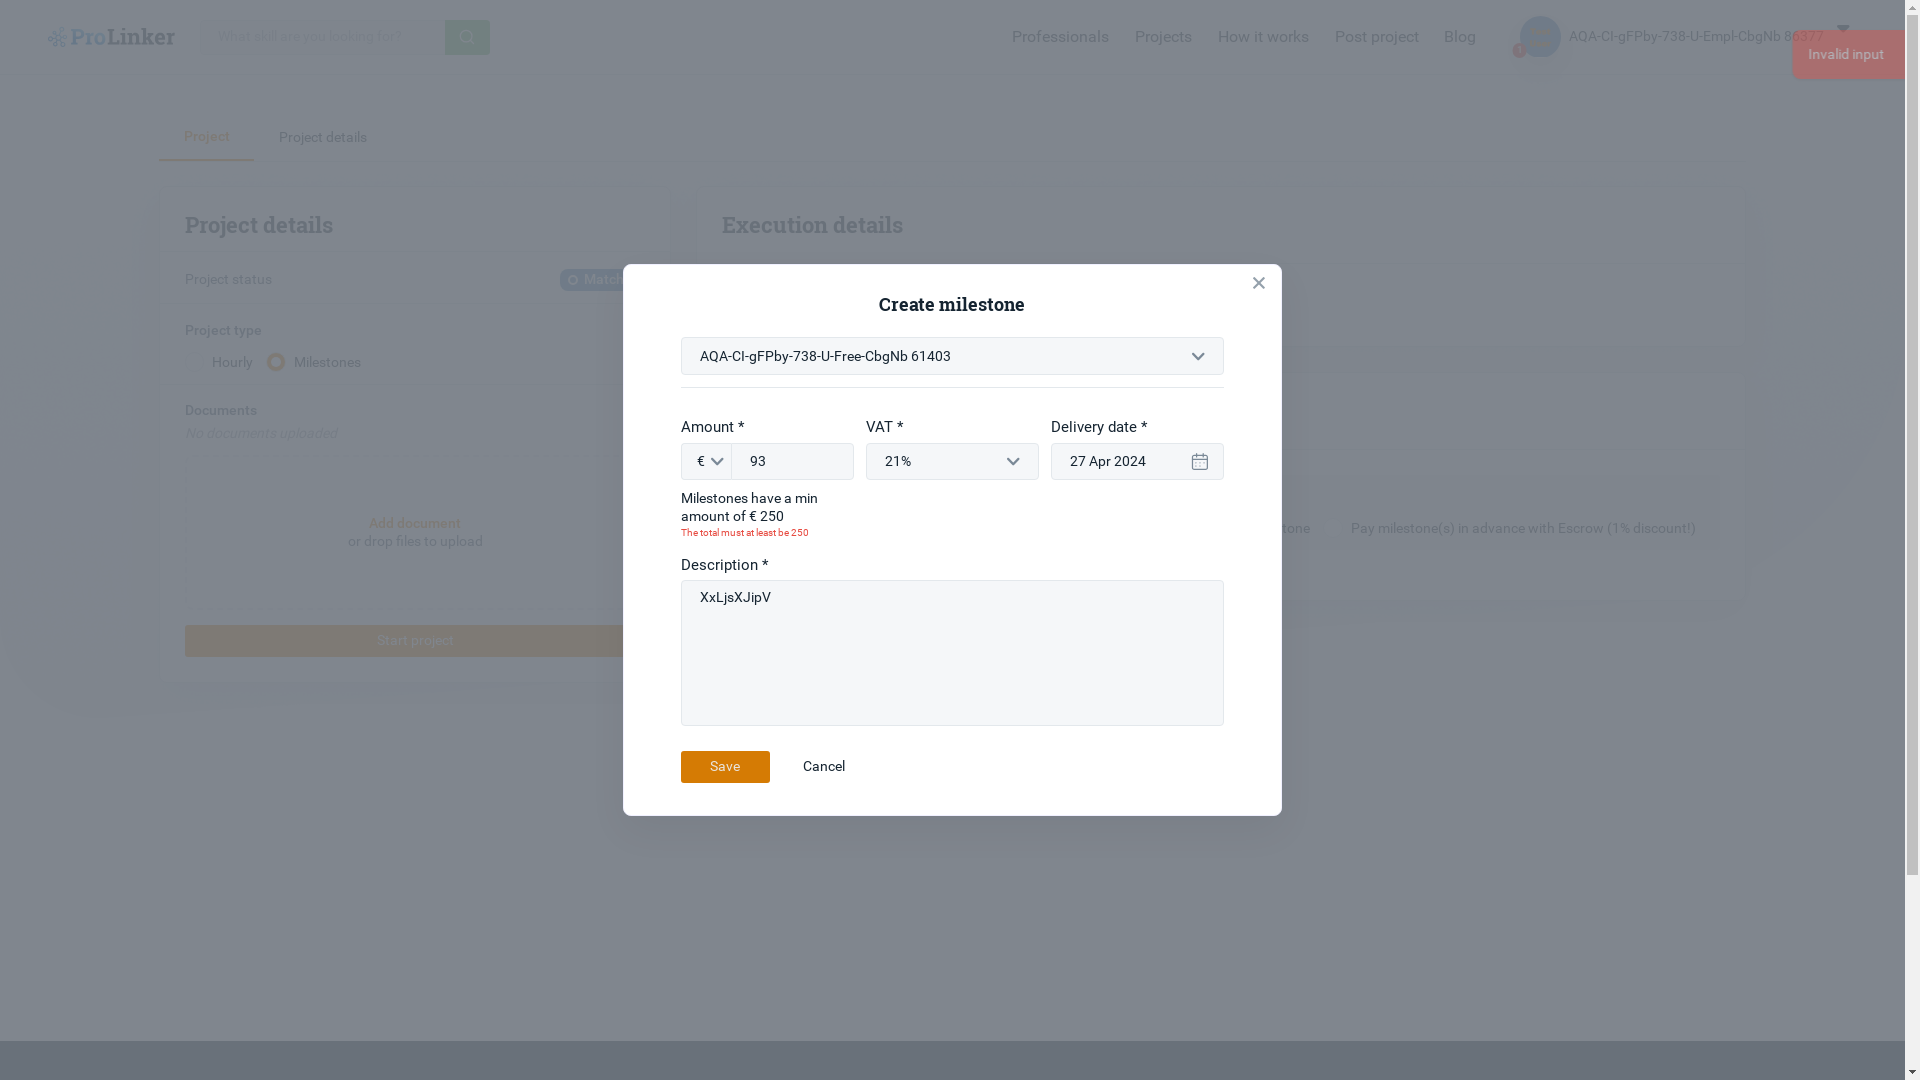 ProLinker
What skill are you looking for?
Professionals
Projects
How it works
Post project
Blog
AQA-CI-gFPby-738-U-Empl-CbgNb 86377
Invalid input
Project
Project details
Project details
Execution details
Project status
Match
Project type
Hourly
Milestones
Documents
No documents uploaded
Add document
or drop files to upload
Start project
Pay milestone(s) in advance with Escrow (1% discount!)
Create milestone
AQA-CI-gFPby-738-U-Free-CbgNb 61403
Amount *
VAT *
Delivery date *
€
93
21%
27 Apr 2024
Milestones have a min
amount of € 250
The total must at least be 250
Description *
XxLjsXJipV
Save
Cancel